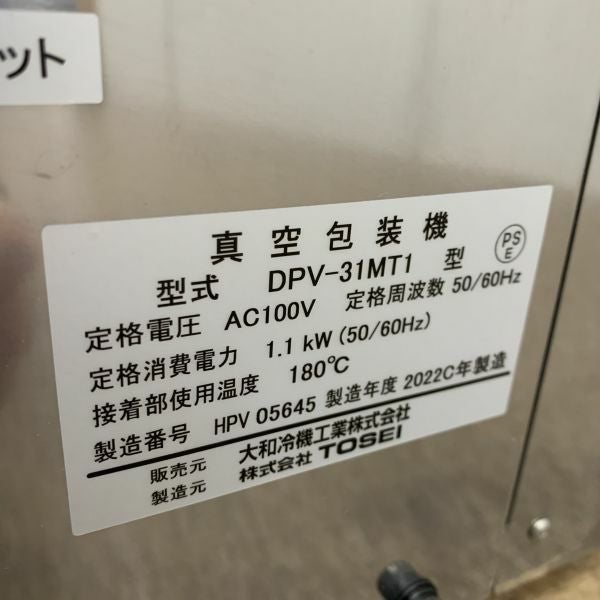 ット
真空包装機
型式 DPV-31MT1 型
PS
E
定格電圧 AC100V 定格周波数 50/60Hz
定格消費電力 1.1 kW (50/60Hz)
接着部使用温度 180℃
製造番号 HPV 05645 製造年度 2022C年製造
販売元 大和冷機工業株式会社
製造元 株式会社 TOSEI